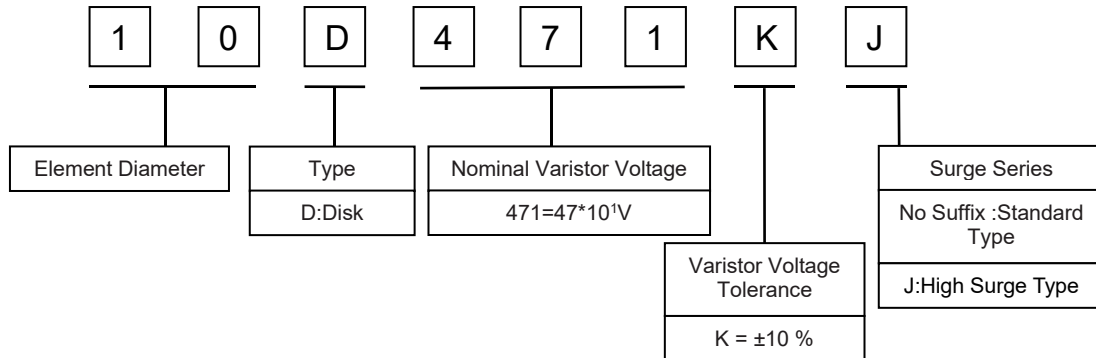 1 0 D 4 7 1 K J
Element Diameter
Type
D:Disk
Nominal Varistor Voltage
471=47*10¹V
Varistor Voltage
Tolerance
K = ±10 %
Surge Series
No Suffix :Standard
Type
J:High Surge Type